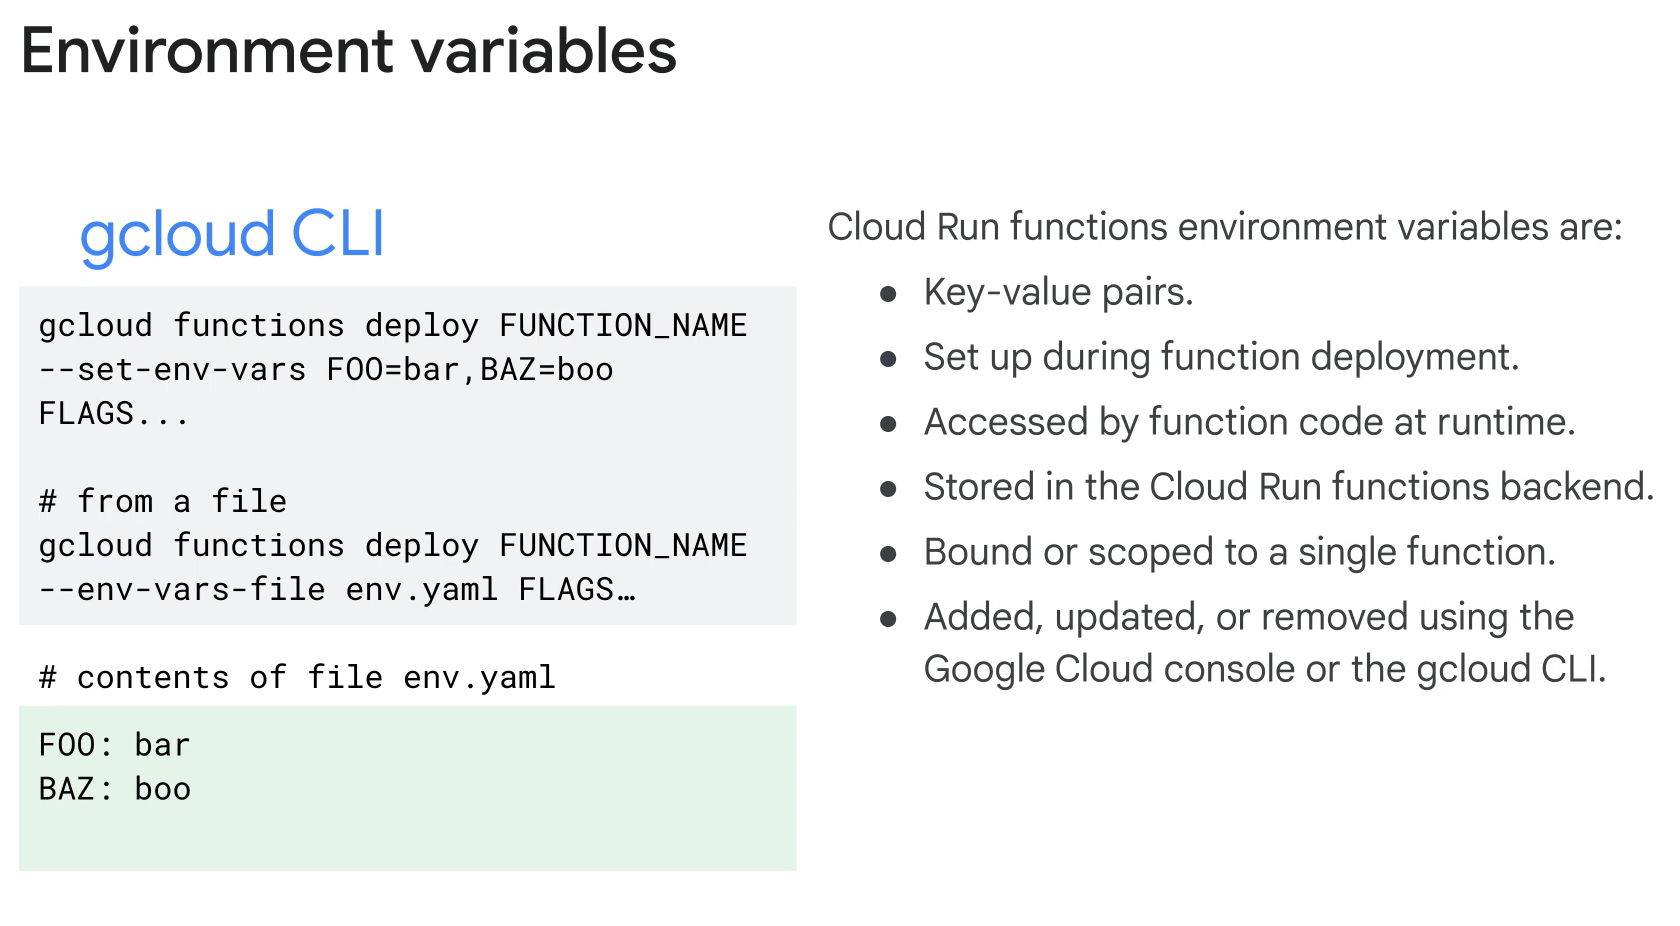 Environment variables
gcloud CLI
gcloud functions deploy FUNCTION_NAME
--set-env-vars FOO=bar,BAZ=boo
FLAGS...
# from a file
gcloud functions deploy FUNCTION_NAME
--env-vars-file env.yaml FLAGS…
# contents of file env.yaml
FOO: bar
BAZ: boo
Cloud Run functions environment variables are:
● Key-value pairs.
● Set up during function deployment.
● Accessed by function code at runtime.
● Stored in the Cloud Run functions backend.
● Bound or scoped to a single function.
● Added, updated, or removed using the
Google Cloud console or the gcloud CLI.